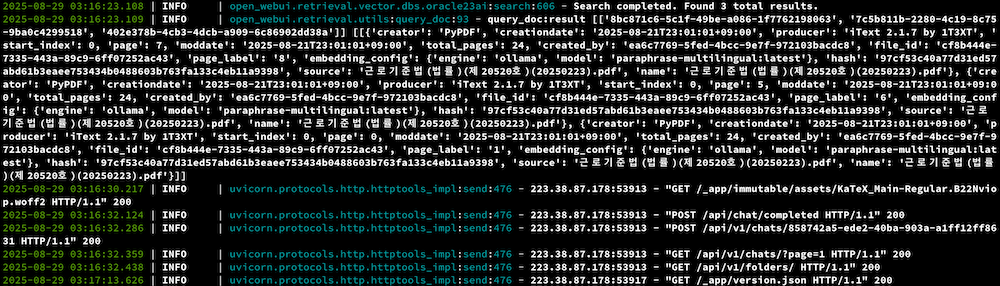 2025-08-29 03:16:23.108 | INFO     | open_webui.retrieval.vector.dbs.oracle23ai:search:606 - Search completed. Found 3 total results.
2025-08-29 03:16:23.109 | INFO     | open_webui.retrieval.utils:query_doc:93 - query_doc:result [['8bc871c6-5c1f-49be-a086-1f7762198063', '7c5b811b-2280-4c19-8c75
-9ba0c4299518', '402e378b-4cb3-4dcb-a909-6c86902dd38a']] [[{'creator': 'PyPDF', 'creationdate': '2025-08-21T23:01:01+09:00', 'producer': 'iText 2.1.7 by 1T3XT', '
start_index': 0, 'page': 7, 'moddate': '2025-08-21T23:01:01+09:00', 'total_pages': 24, 'created_by': 'ea6c7769-5fed-4bcc-9e7f-972103bacdc8', 'file_id': 'cf8b444e-
7335-443a-89c9-6ff07252ac43', 'page_label': '8', 'embedding_config': {'engine': 'ollama', 'model': 'paraphrase-multilingual:latest'}, 'hash': '97cf53c40a77d31ed57
abd61b3eaee753434b0488603b763fa133c4eb11a9398', 'source': '근로기준법(법률)(제20520호)(20250223).pdf', 'name': '근로기준법(법률)(제20520호)(20250223).pdf'}, {'creator': 'PyPDF', 'creationdate': '2025-08-21T23:01:01+09:00', 'producer': 'iText 2.1.7 by 1T3XT', 'start_index': 0, 'page': 5, 'moddate': '2025-08-21T23:01:01+09:0
0', 'total_pages': 24, 'created_by': 'ea6c7769-5fed-4bcc-9e7f-972103bacdc8', 'file_id': 'cf8b444e-7335-443a-89c9-6ff07252ac43', 'page_label': '6', 'embedding_conf
ig': {'engine': 'ollama', 'model': 'paraphrase-multilingual:latest'}, 'hash': '97cf53c40a77d31ed57abd61b3eaee753434b0488603b763fa133c4eb11a9398', 'source': '근로기
준법(법률)(제20520호)(20250223).pdf', 'name': '근로기준법(법률)(제20520호)(20250223).pdf'}, {'creator': 'PyPDF', 'creationdate': '2025-08-21T23:01:01+09:00', 'p
roducer': 'iText 2.1.7 by 1T3XT', 'start_index': 0, 'page': 0, 'moddate': '2025-08-21T23:01:01+09:00', 'total_pages': 24, 'created_by': 'ea6c7769-5fed-4bcc-9e7f-9
72103bacdc8', 'file_id': 'cf8b444e-7335-443a-89c9-6ff07252ac43', 'page_label': '1', 'embedding_config': {'engine': 'ollama', 'model': 'paraphrase-multilingual:lat
est'}, 'hash': '97cf53c40a77d31ed57abd61b3eaee753434b0488603b763fa133c4eb11a9398', 'source': '근로기준법(법률)(제20520호)(20250223).pdf', 'name': '근로기준법(법률)(제20520호)(20250223).pdf'}]]
2025-08-29 03:16:30.217 | INFO     | uvicorn.protocols.http.httptools_impl:send:476 - 223.38.87.178:53913 - "GET /_app/immutable/assets/KaTeX_Main-Regular.B22Nvio
p.woff2 HTTP/1.1" 200
2025-08-29 03:16:32.124 | INFO     | uvicorn.protocols.http.httptools_impl:send:476 - 223.38.87.178:53913 - "POST /api/chat/completed HTTP/1.1" 200
2025-08-29 03:16:32.286 | INFO     | uvicorn.protocols.http.httptools_impl:send:476 - 223.38.87.178:53913 - "POST /api/v1/chats/858742a5-ede2-40ba-903a-a1ff12ff86
31 HTTP/1.1" 200
2025-08-29 03:16:32.359 | INFO     | uvicorn.protocols.http.httptools_impl:send:476 - 223.38.87.178:53913 - "GET /api/v1/chats/?page=1 HTTP/1.1" 200
2025-08-29 03:16:32.438 | INFO     | uvicorn.protocols.http.httptools_impl:send:476 - 223.38.87.178:53913 - "GET /api/v1/folders/ HTTP/1.1" 200
2025-08-29 03:17:13.626 | INFO     | uvicorn.protocols.http.httptools_impl:send:476 - 223.38.87.178:53917 - "GET /_app/version.json HTTP/1.1" 200